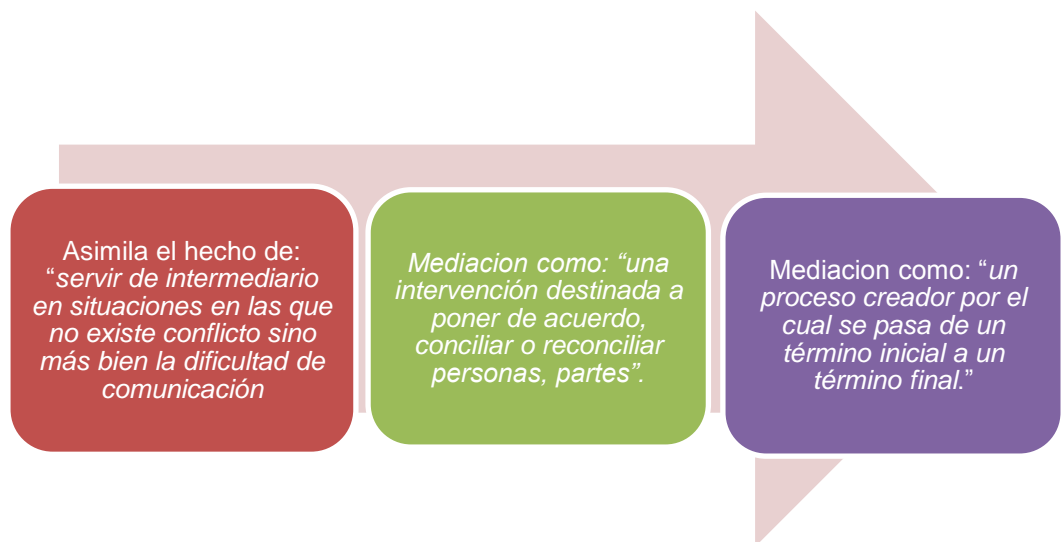 Asimila el hecho de:
“servir de intermediario
en situaciones en las que
no existe conflicto sino
más bien la dificultad de
comunicación
Mediacion como: “una
intervención destinada a
poner de acuerdo,
conciliar o reconciliar
personas, partes”.
Mediacion como: “un
proceso creador por el
cual se pasa de un
término inicial a un
término final.”